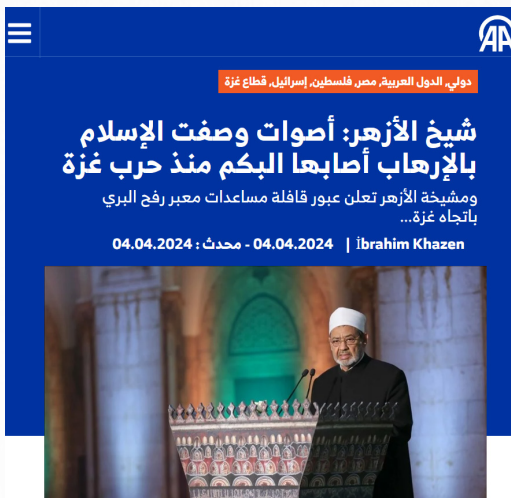 AA
دولي, الدول العربية, مصر, فلسطين, إسرائيل, قطاع غزة
شيخ الأزهر: أصوات وصفت الإسلام
بالإرهاب أصابها البكم منذ حرب غزة
ومشيخة الأزهر تعلن عبور قافلة مساعدات معبر رفح البري
باتجاه غزة...
İbrahim Khazen | 04.04.2024 - محدث : 04.04.2024